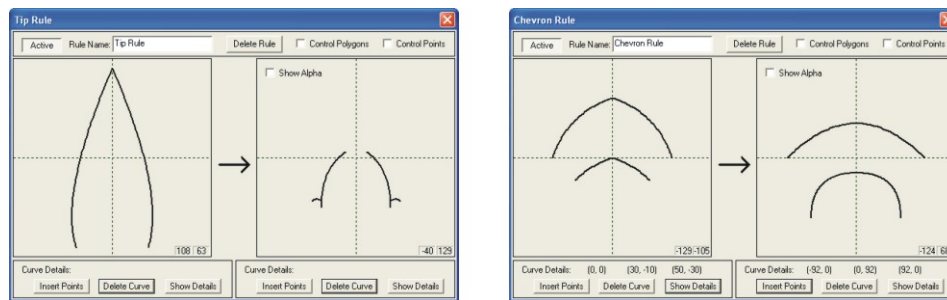 Tip Rule
Active Rule Name: Tip Rule Delete Rule Control Polygons Control Points
Show Alpha
108 63
-40 129
Curve Details:
Insert Points Delete Curve Show Details
Curve Details:
Insert Points Delete Curve Show Details
Chevron Rule
Active Rule Name: Chevron Rule Delete Rule Control Polygons Control Points
Show Alpha
-129 -105
-124
Curve Details: (0, 0) (30, -10) (50, -30)
Insert Points Delete Curve Show Details
Curve Details: (-92, 0) (0, 92) (92, 0)
Insert Points Delete Curve Show Details